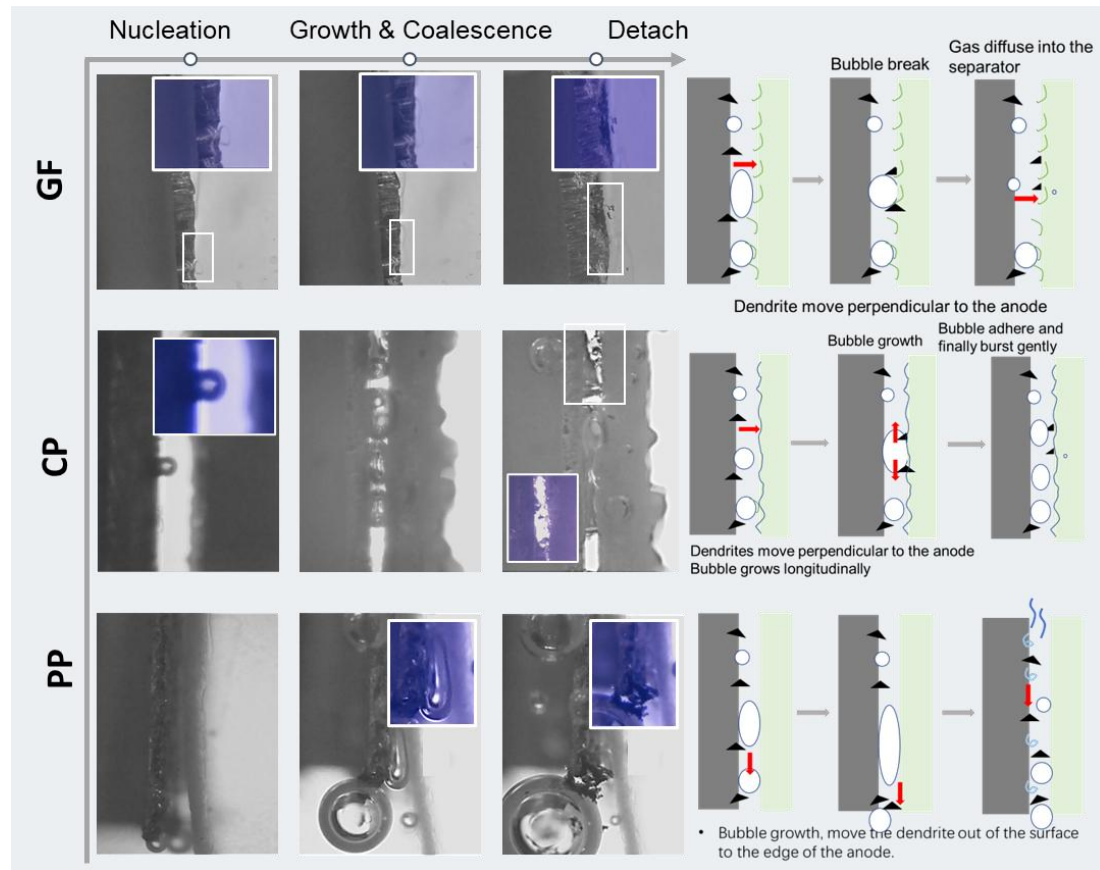 Nucleation
Growth & Coalescence
Detach
GF
Bubble break
Gas diffuse into the
separator
Dendrite move perpendicular to the anode
CP
Bubble growth
Bubble adhere and
finally burst gently
Dendrites move perpendicular to the anode
Bubble grows longitudinally
PP
• Bubble growth, move the dendrite out of the surface
to the edge of the anode.